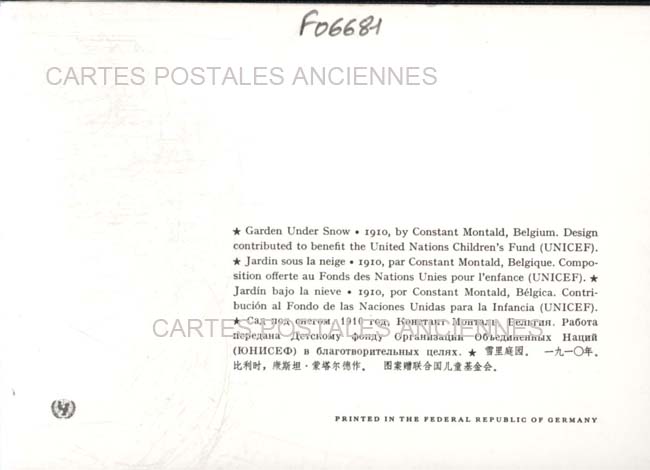 F06681
CARTES POSTALES ANCIENNES
★ Garden Under Snow • 1910, by Constant Montald, Belgium. Design
contributed to benefit the United Nations Children's Fund (UNICEF).
★ Jardin sous la neige • 1910, par Constant Montald, Belgique. Compo-
sition offerte au Fonds des Nations Unies pour l'enfance (UNICEF). ★
Jardín bajo la nieve • 1910, por Constant Montald, Bélgica. Contri-
bución al Fondo de las Naciones Unidas para la Infancia (UNICEF).
★ Сад под снегом, 1910 год, Констант Монтальд, Бельгия. Работа
CARTES POSTALES ANCIENNES
передана Детскому фонду Организации Объединенных Наций
(ЮНИСЕФ) в благотворительных целях. ★ 雪里庭园。 一九一〇年。
比利时，康斯坦·蒙塔尔德作。 图案赠联合国儿童基金会。
PRINTED IN THE FEDERAL REPUBLIC OF GERMANY